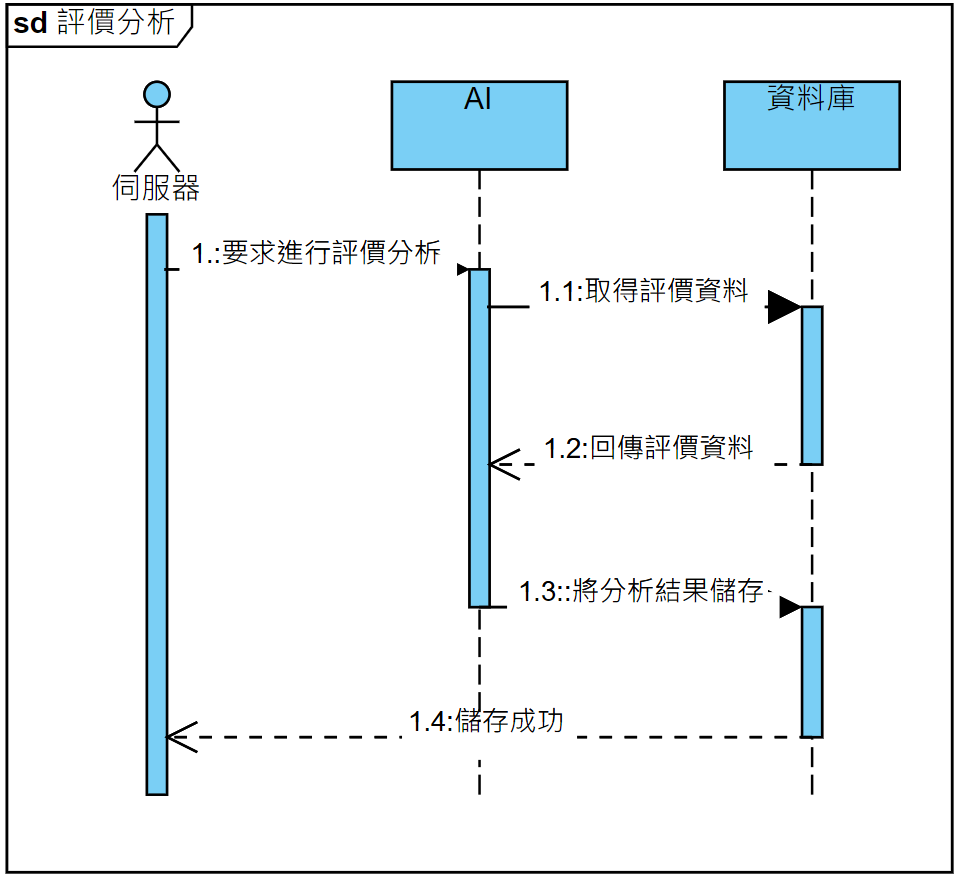 sd 評價分析
AI
資料庫
伺服器
1.:要求進行評價分析
1.1:取得評價資料
1.2:回傳評價資料
1.3::將分析結果儲存
1.4:儲存成功